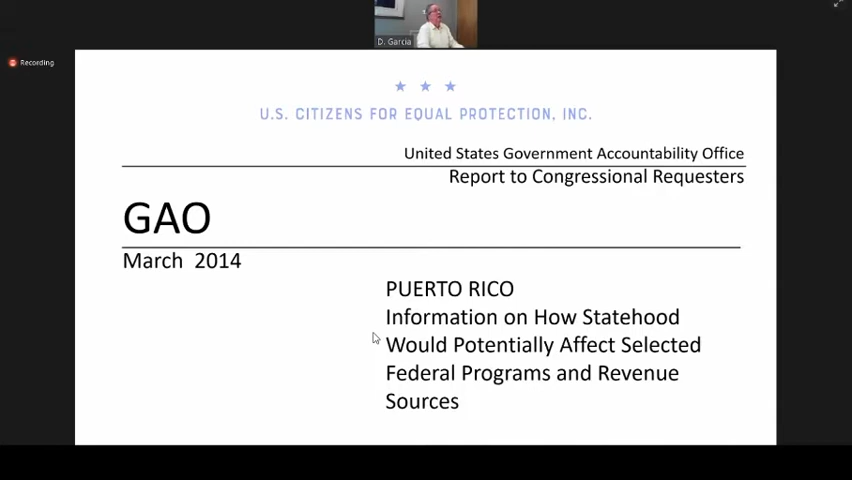 D. Garcia
Recording
U.S. CITIZENS FOR EQUAL PROTECTION, INC.
United States Government Accountability Office
Report to Congressional Requesters
GAO
March 2014
PUERTO RICO
Information on How Statehood
Would Potentially Affect Selected
Federal Programs and Revenue
Sources